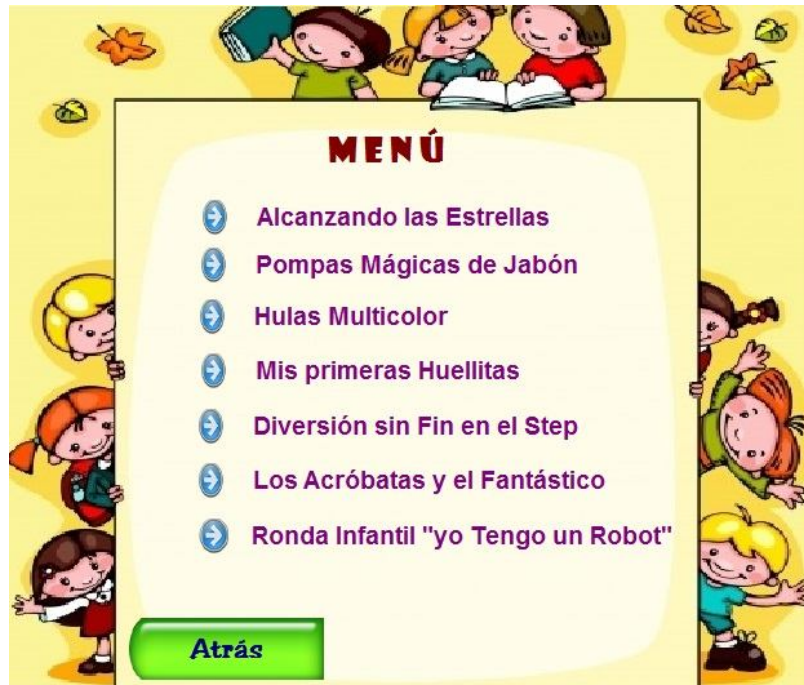 MENÚ
Alcanzando las Estrellas
Pompas Mágicas de Jabón
Hulas Multicolor
Mis primeras Huellitas
Diversión sin Fin en el Step
Los Acróbatas y el Fantástico
Ronda Infantil "yo Tengo un Robot"
Atrás